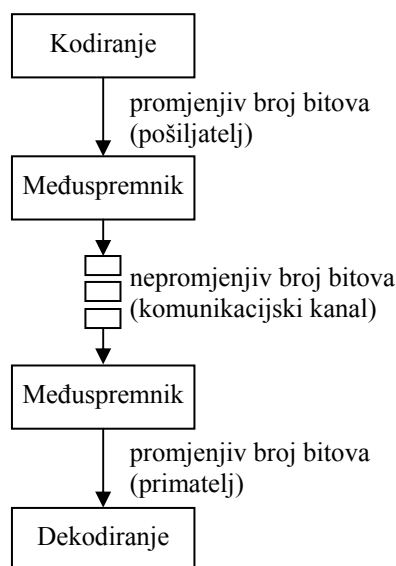 Kodiranje
promjenjiv broj bitova
(pošiljatelj)
Međuspremnik
nepromjenjiv broj bitova
(komunikacijski kanal)
Međuspremnik
promjenjiv broj bitova
(primatelj)
Dekodiranje